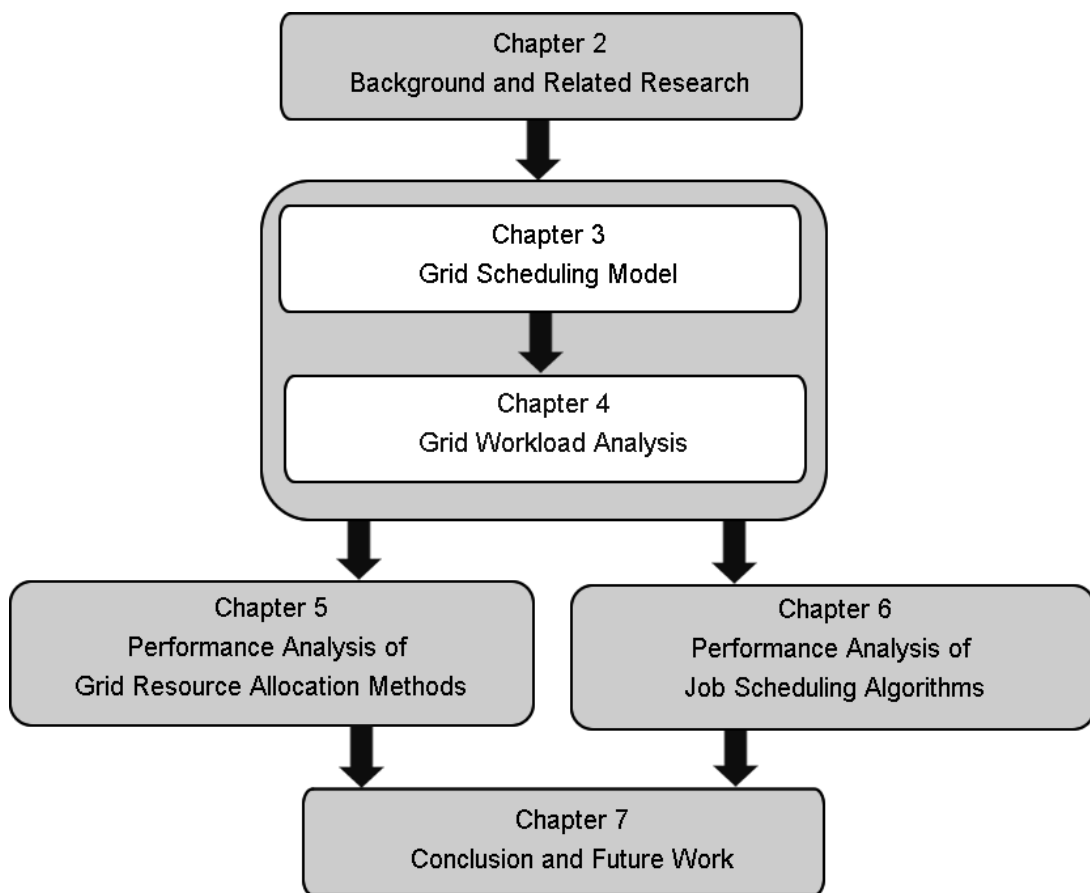 Chapter 2
Background and Related Research
Chapter 3
Grid Scheduling Model
Chapter 4
Grid Workload Analysis
Chapter 5
Performance Analysis of
Grid Resource Allocation Methods
Chapter 6
Performance Analysis of
Job Scheduling Algorithms
Chapter 7
Conclusion and Future Work